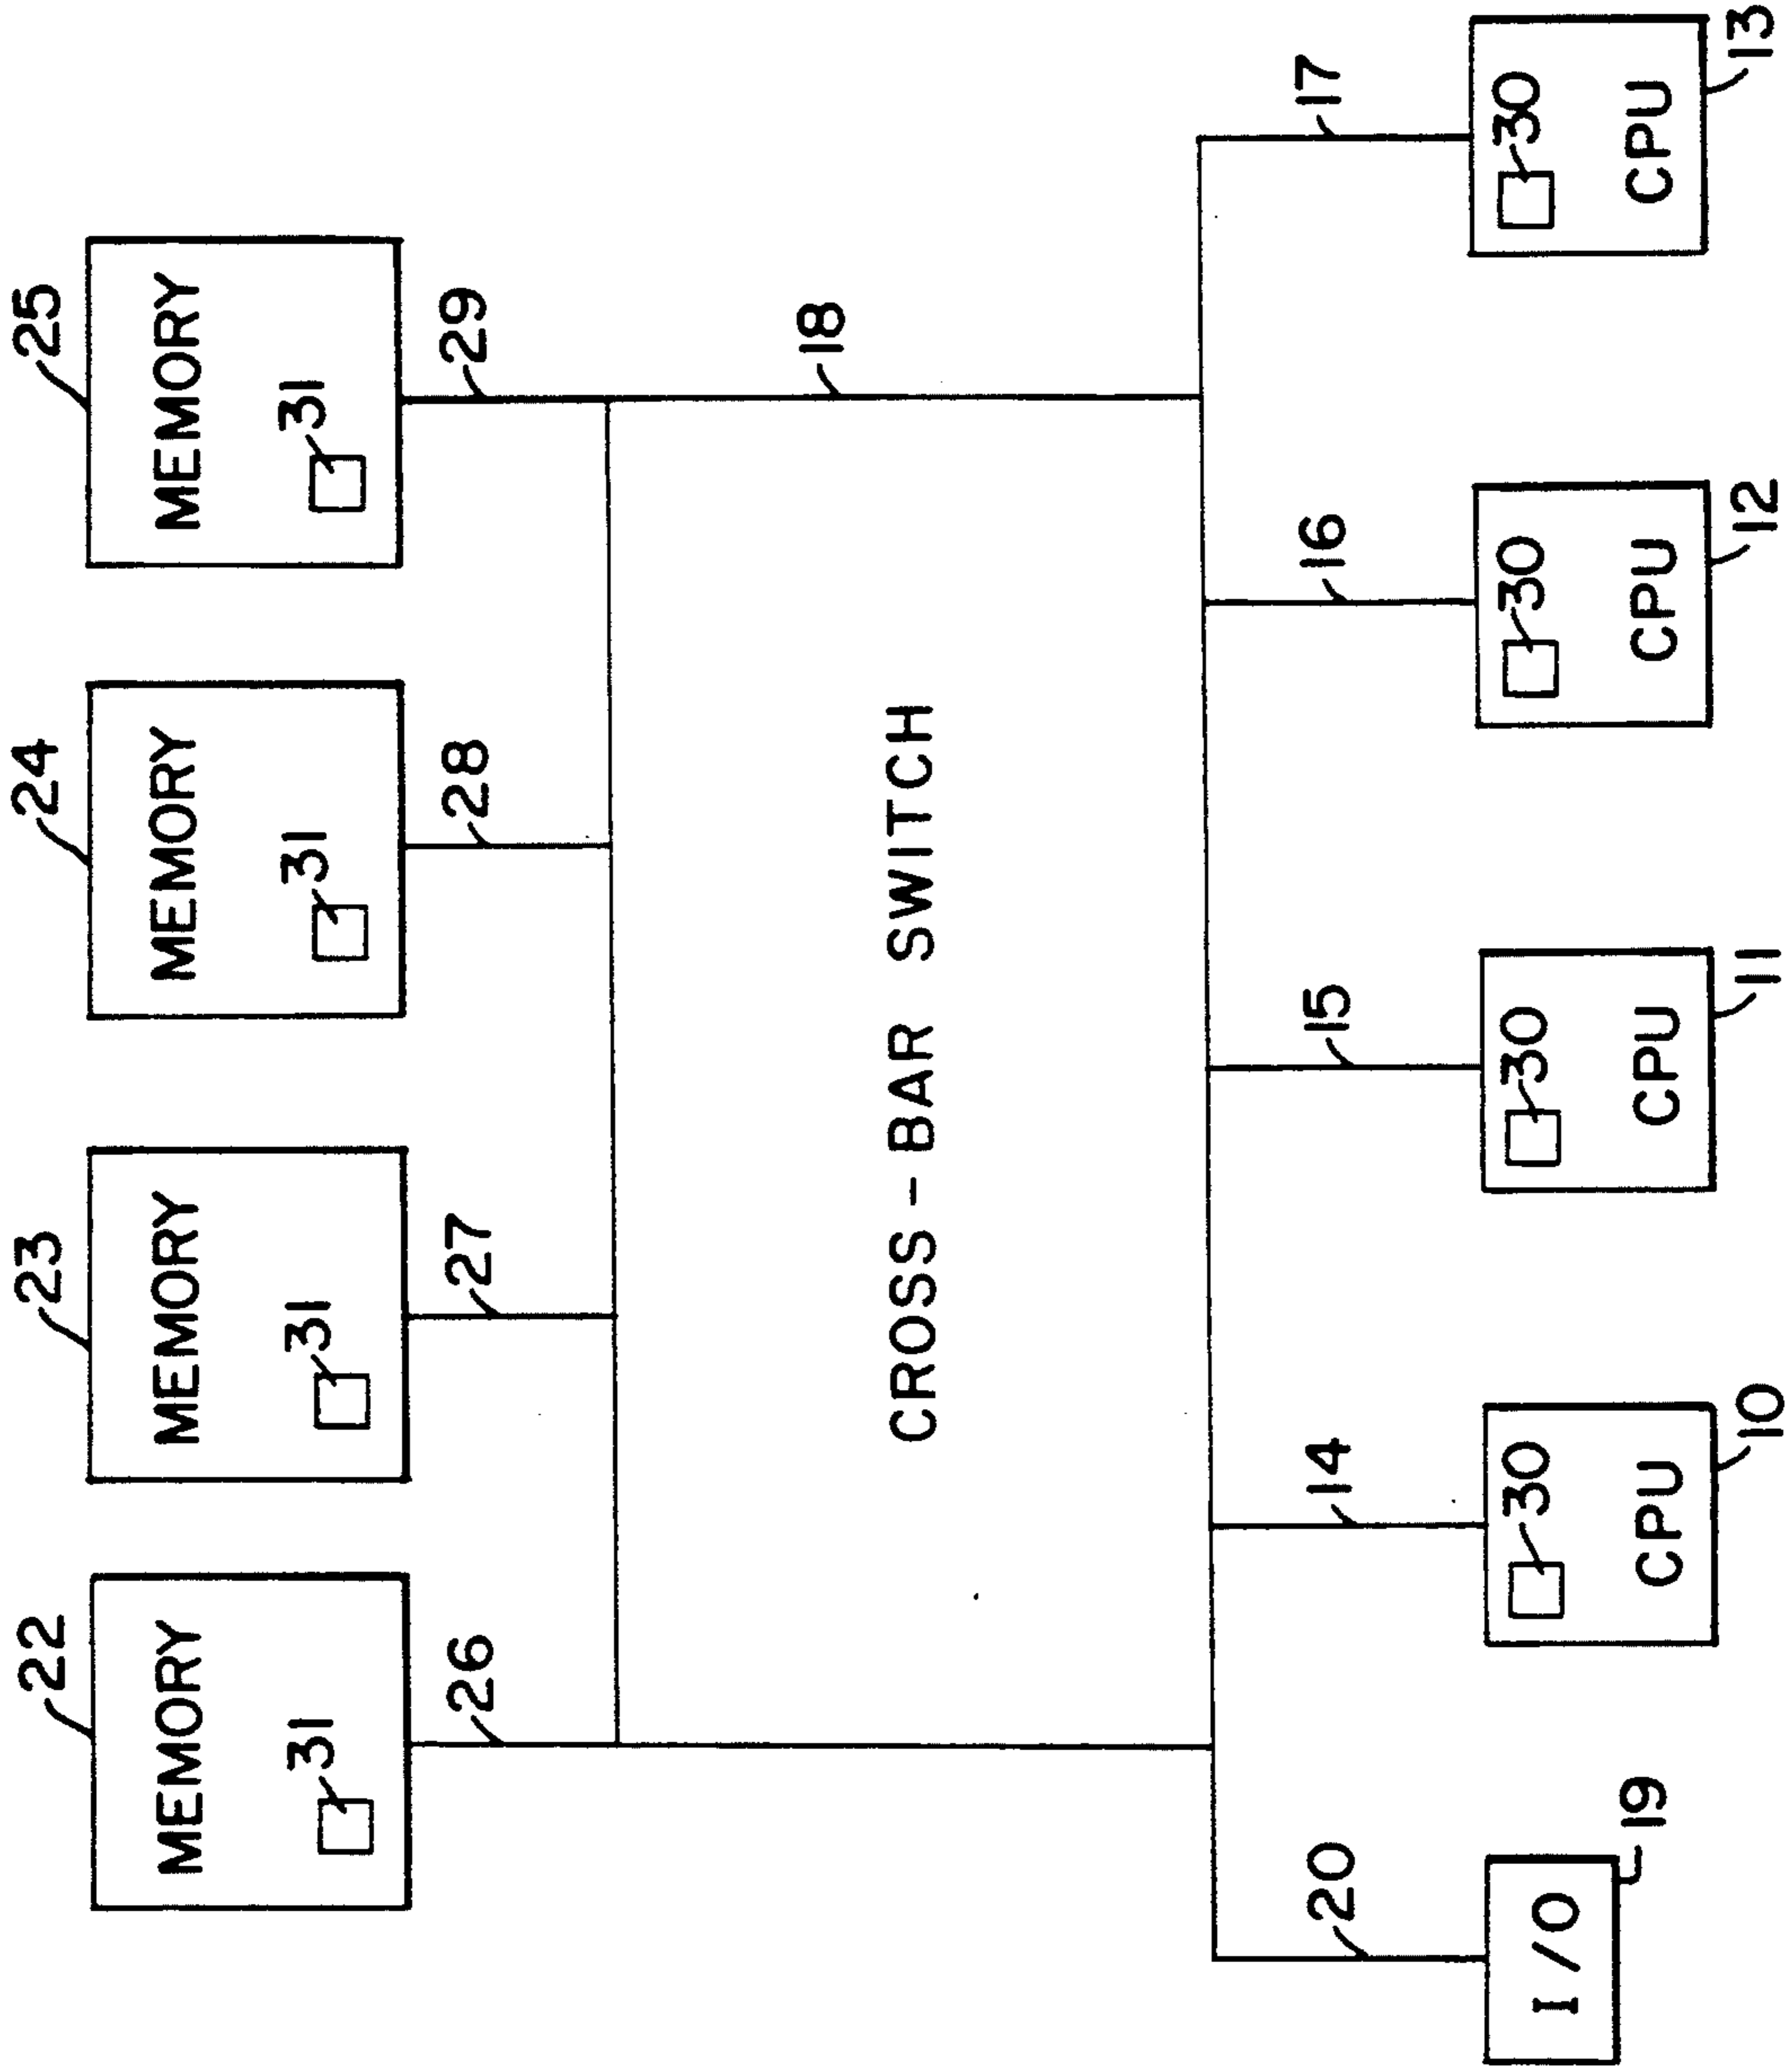 22
23
24
25
MEMORY
MEMORY
MEMORY
MEMORY
31
31
31
31
26
27
28
29
18
CROSS-BAR SWITCH
20
14
15
16
17
I/O
30
30
30
30
CPU
CPU
CPU
CPU
19
10
11
12
13